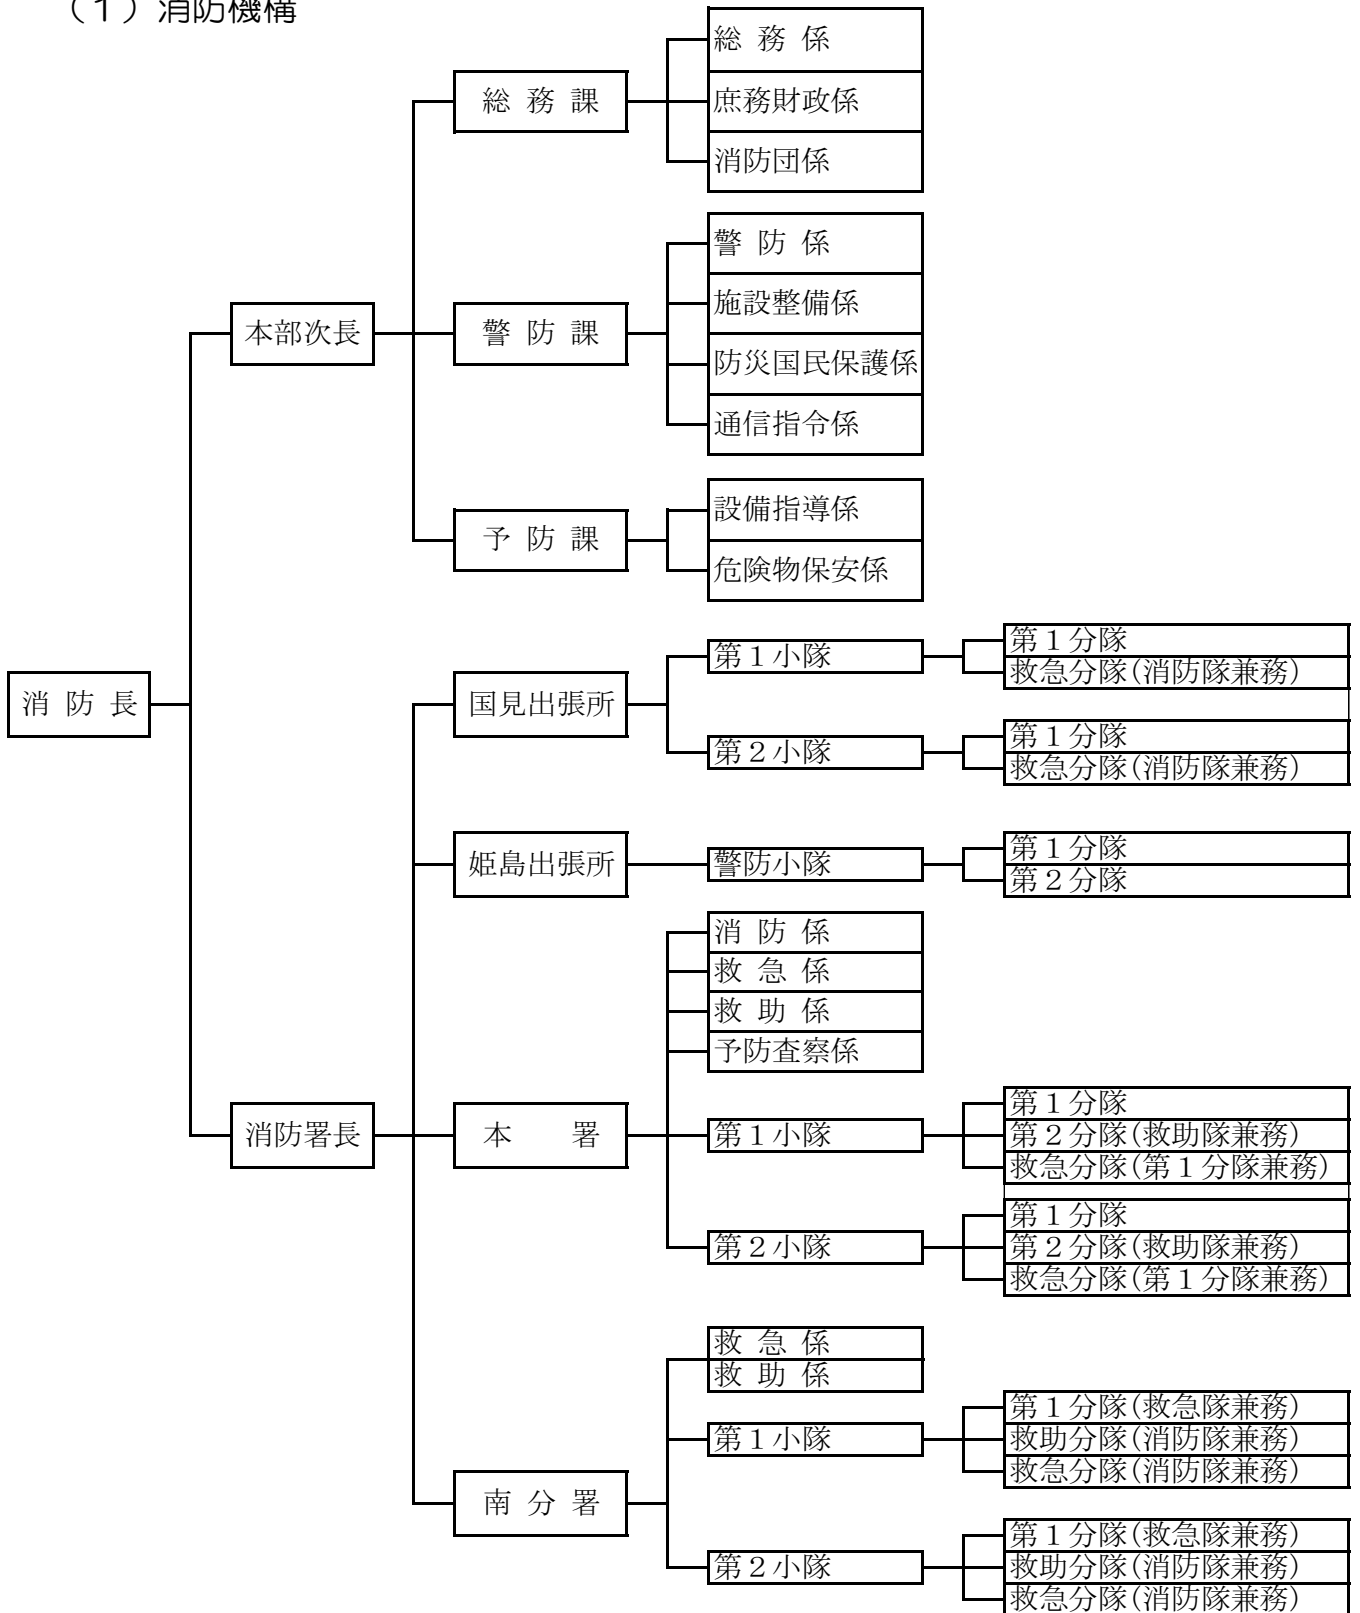 （１）消防機構
総 務 係
総 務 課
庶務財政係
消防団係
警 防 係
施設整備係
本部次長
警 防 課
防災国民保護係
通信指令係
設備指導係
予 防 課
危険物保安係
第１分隊
第１小隊
救急分隊(消防隊兼務)
消 防 長
国見出張所
第１分隊
第２小隊
救急分隊(消防隊兼務)
第１分隊
姫島出張所
警防小隊
第２分隊
消 防 係
救 急 係
救 助 係
予防査察係
第１分隊
消防署長
本　　署
第１小隊
第２分隊(救助隊兼務)
救急分隊(第１分隊兼務)
第１分隊
第２小隊
第２分隊(救助隊兼務)
救急分隊(第１分隊兼務)
救 急 係
救 助 係
第１分隊(救急隊兼務)
第１小隊
救助分隊(消防隊兼務)
救急分隊(消防隊兼務)
南 分 署
第１分隊(救急隊兼務)
第２小隊
救助分隊(消防隊兼務)
救急分隊(消防隊兼務)